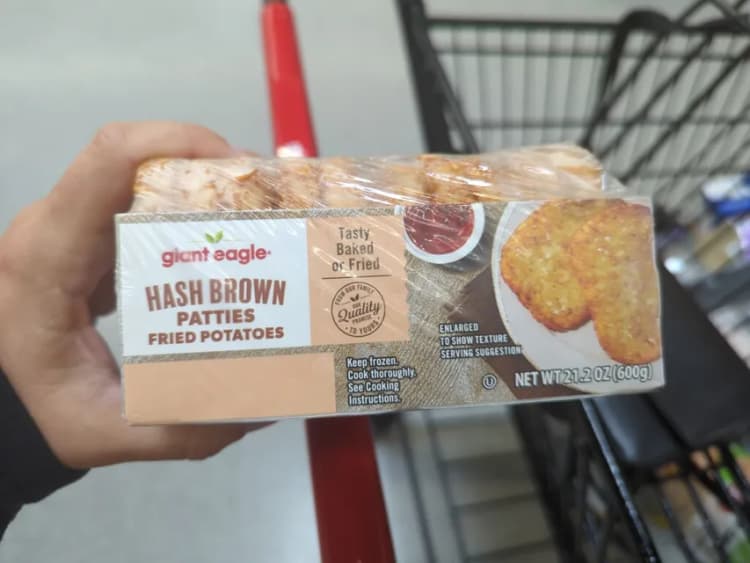 giant eagle
HASH BROWN
PATTIES
FRIED POTATOES
Tasty
Baked
or Fried
FROM OUR FAMILY
OUR
Quality
PROMISE
TO YOURS
Keep frozen.
Cook thoroughly.
See Cooking
Instructions.
ENLARGED
TO SHOW TEXTURE
SERVING SUGGESTION
U
NET WT 21.2 OZ (600g)